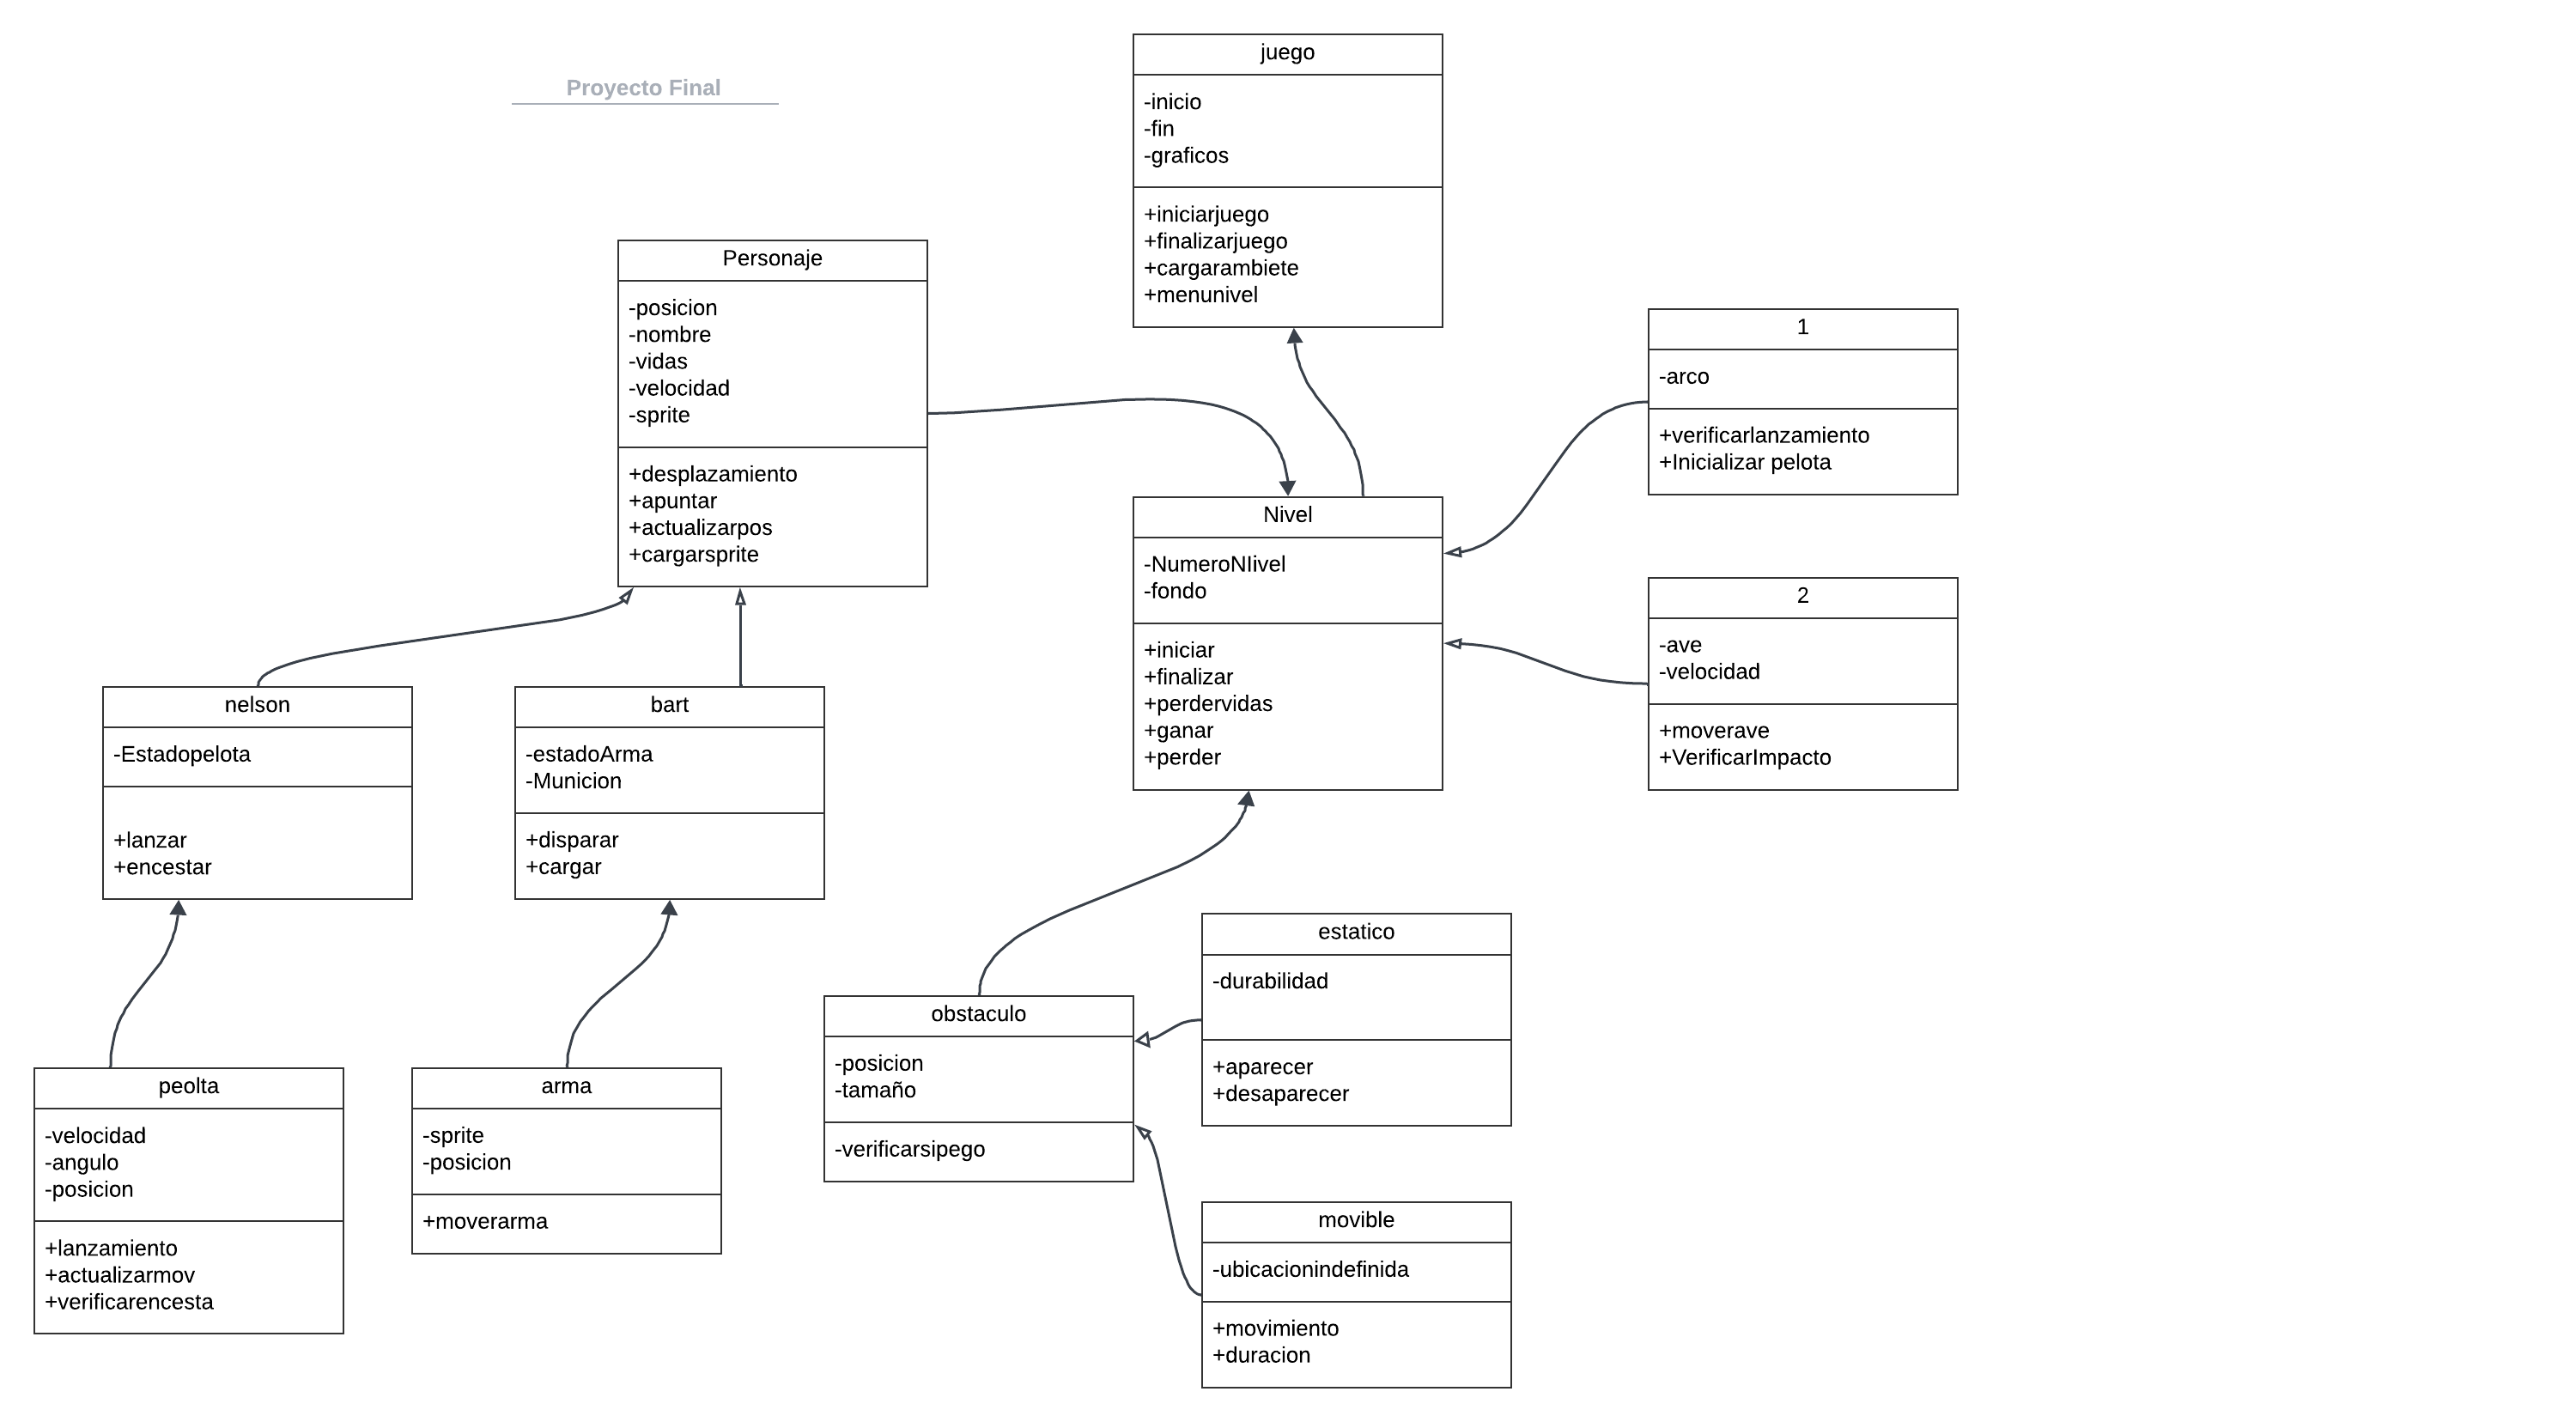 Proyecto Final
juego
-inicio
-fin
-graficos
+iniciarjuego
+finalizarjuego
+cargarambiete
+menunivel
Personaje
-posicion
-nombre
-vidas
-velocidad
-sprite
+desplazamiento
+apuntar
+actualizarpos
+cargarsprite
1
-arco
+verificarlanzamiento
+Inicializar pelota
Nivel
-NumeroNIivel
-fondo
+iniciar
+finalizar
+perdervidas
+ganar
+perder
2
-ave
-velocidad
+moverave
+VerificarImpacto
nelson
-Estadopelota
+lanzar
+encestar
bart
-estadoArma
-Municion
+disparar
+cargar
estatico
-durabilidad
+aparecer
+desaparecer
obstaculo
-posicion
-tamaño
-verificarsipego
peolta
-velocidad
-angulo
-posicion
+lanzamiento
+actualizarmov
+verificarencesta
arma
-sprite
-posicion
+moverarma
movible
-ubicacionindefinida
+movimiento
+duracion